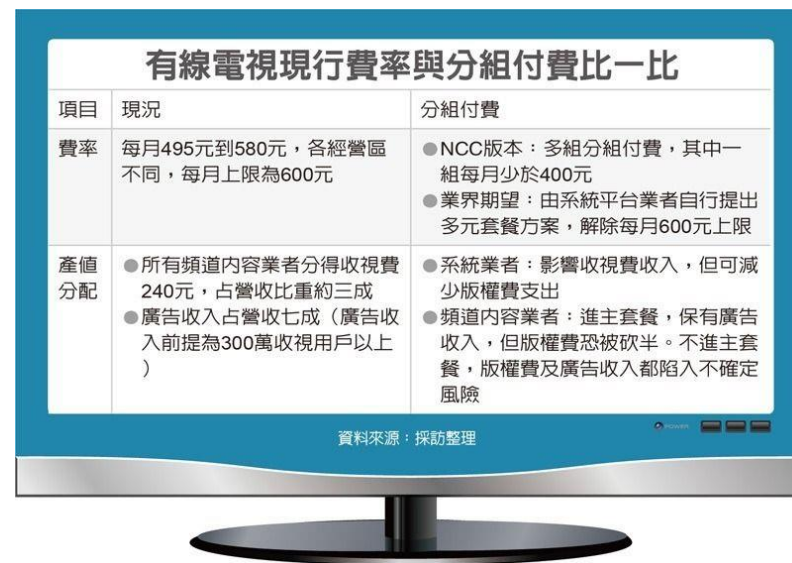 有線電視現行費率與分組付費比一比
項目 現況 分組付費
費率
每月495元到580元，各經營區
不同，每月上限為600元
●NCC版本：多組分組付費，其中一
組每月少於400元
●業界期望：由系統平台業者自行提出
多元套餐方案，解除每月600元上限
產值
分配
●所有頻道內容業者分得收視費
240元，占營收比重約三成
●廣告收入占營收七成（廣告收
入前提為300萬收視用戶以上
）
●系統業者：影響收視費收入，但可減
少版權費支出
●頻道內容業者：進主套餐，保有廣告
收入，但版權費恐被砍半。不進主套
餐，版權費及廣告收入都陷入不確定
風險
資料來源：採訪整理
POWER